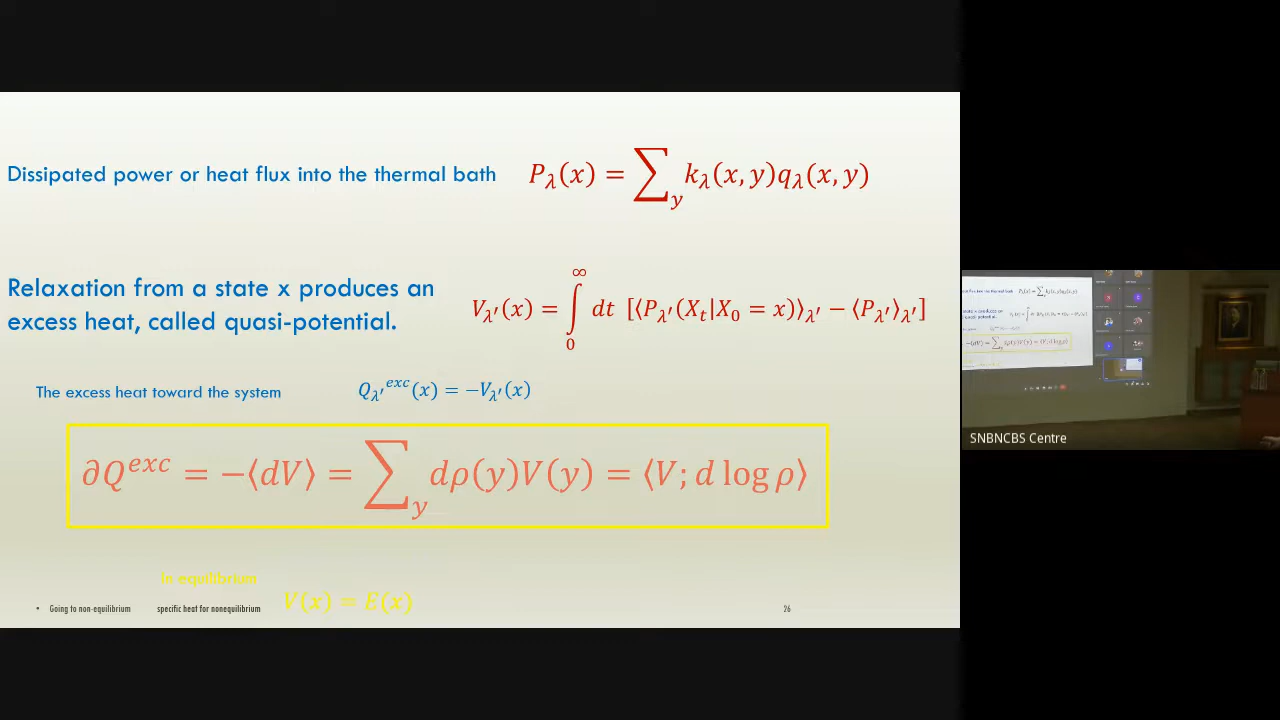 Dissipated power or heat flux into the thermal bath P_λ(x) = ∑_y k_λ(x, y)q_λ(x, y)
Relaxation from a state x produces an
excess heat, called quasi-potential.
V_λ′(x) = ∫_0^∞ dt [⟨P_λ′(X_t|X_0 = x)⟩_λ′ − ⟨P_λ′⟩_λ′]
The excess heat toward the system Q_λ′^exc(x) = −V_λ′(x)
∂Q^exc = −⟨dV⟩ = ∑_y dρ(y)V(y) = ⟨V; d log ρ⟩
In equilibrium
V(x) = E(x)
• Going to non-equilibrium specific heat for nonequilibrium 26
SNBNCBS Centre